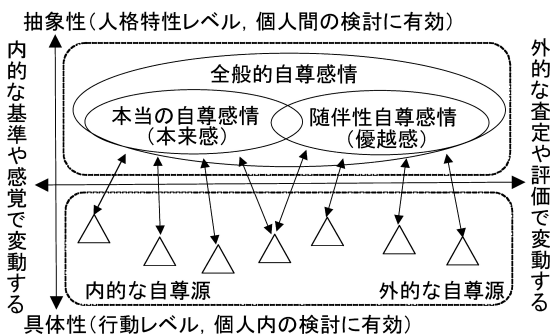 抽象性（人格特性レベル，個人間の検討に有効）
内的な基準や感覚で変動する
全般的自尊感情
本当の自尊感情
（本来感）
随伴性自尊感情
（優越感）
外的な査定や評価で変動する
内的な自尊源
外的な自尊源
具体性（行動レベル，個人内の検討に有効）